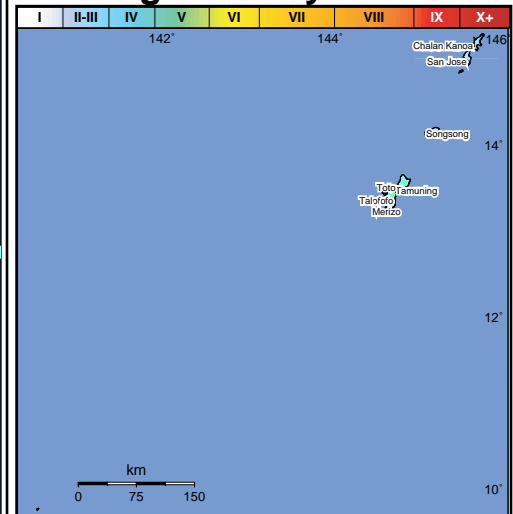 I II-III IV V VI VII VIII IX X+
142° 144° 146°
Chalan Kanoa
San Jose
Songsong
14°
Toto
Tamuning
Talofofo
Merizo
12°
km
0 75 150
10°